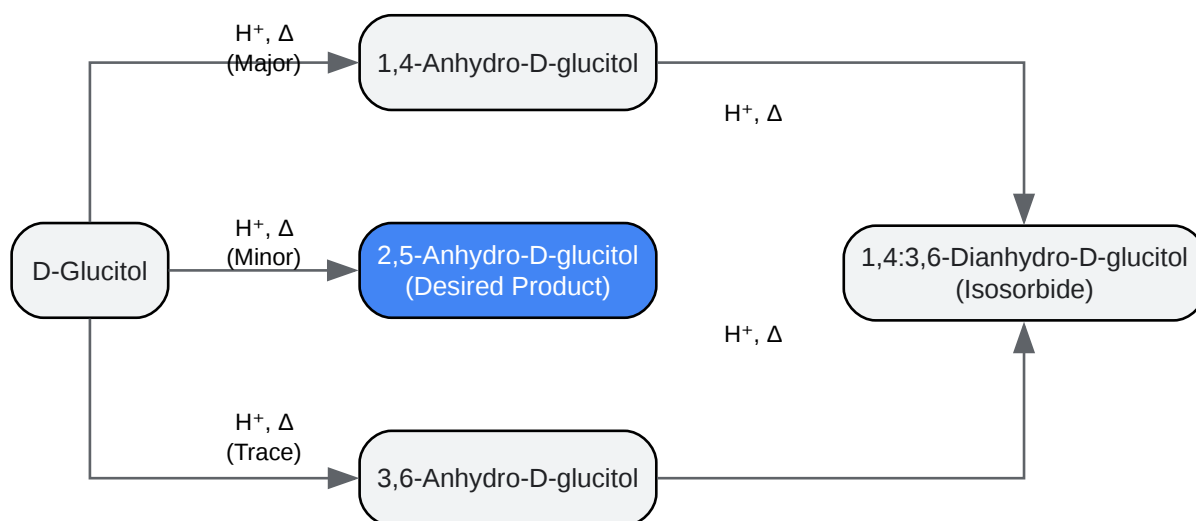 H⁺, Δ
(Major)
1,4-Anhydro-D-glucitol
H⁺, Δ
H⁺, Δ
(Minor)
D-Glucitol
2,5-Anhydro-D-glucitol
(Desired Product)
1,4:3,6-Dianhydro-D-glucitol
(Isosorbide)
H⁺, Δ
H⁺, Δ
(Trace)
3,6-Anhydro-D-glucitol